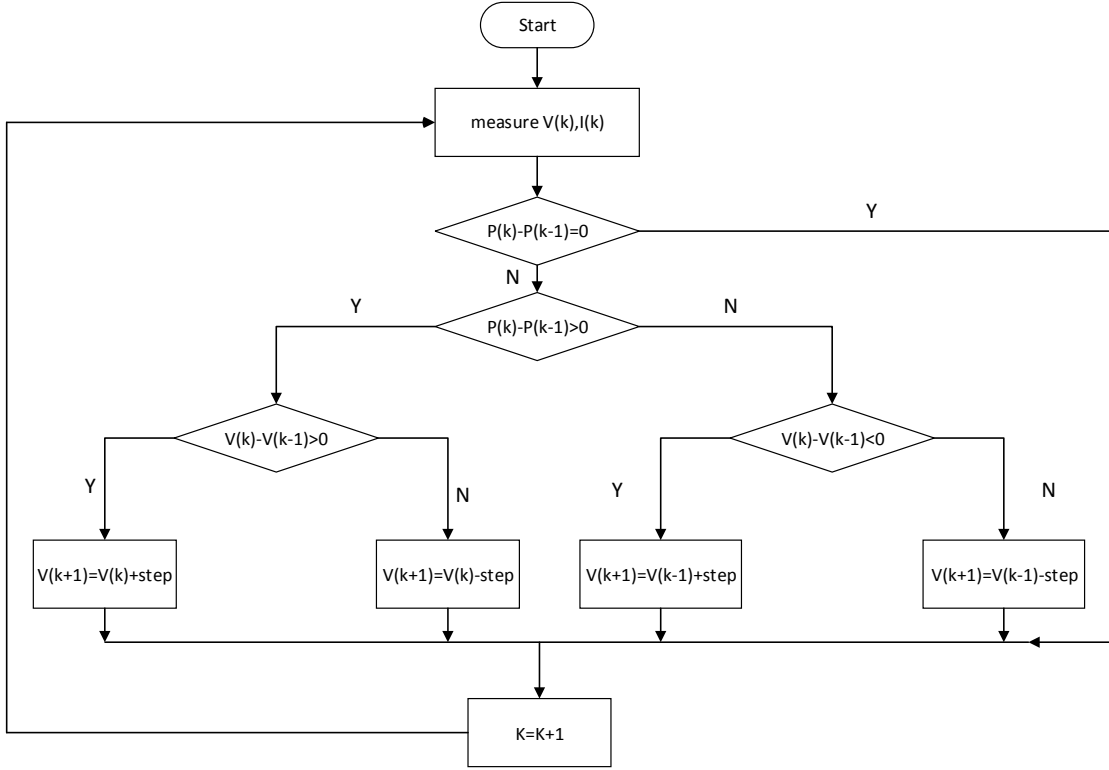 Start
measure V(k),I(k)
P(k)-P(k-1)=0
Y
N
P(k)-P(k-1)>0
Y
N
V(k)-V(k-1)>0
V(k)-V(k-1)<0
Y
N
Y
N
V(k+1)=V(k)+step
V(k+1)=V(k)-step
V(k+1)=V(k-1)+step
V(k+1)=V(k-1)-step
K=K+1